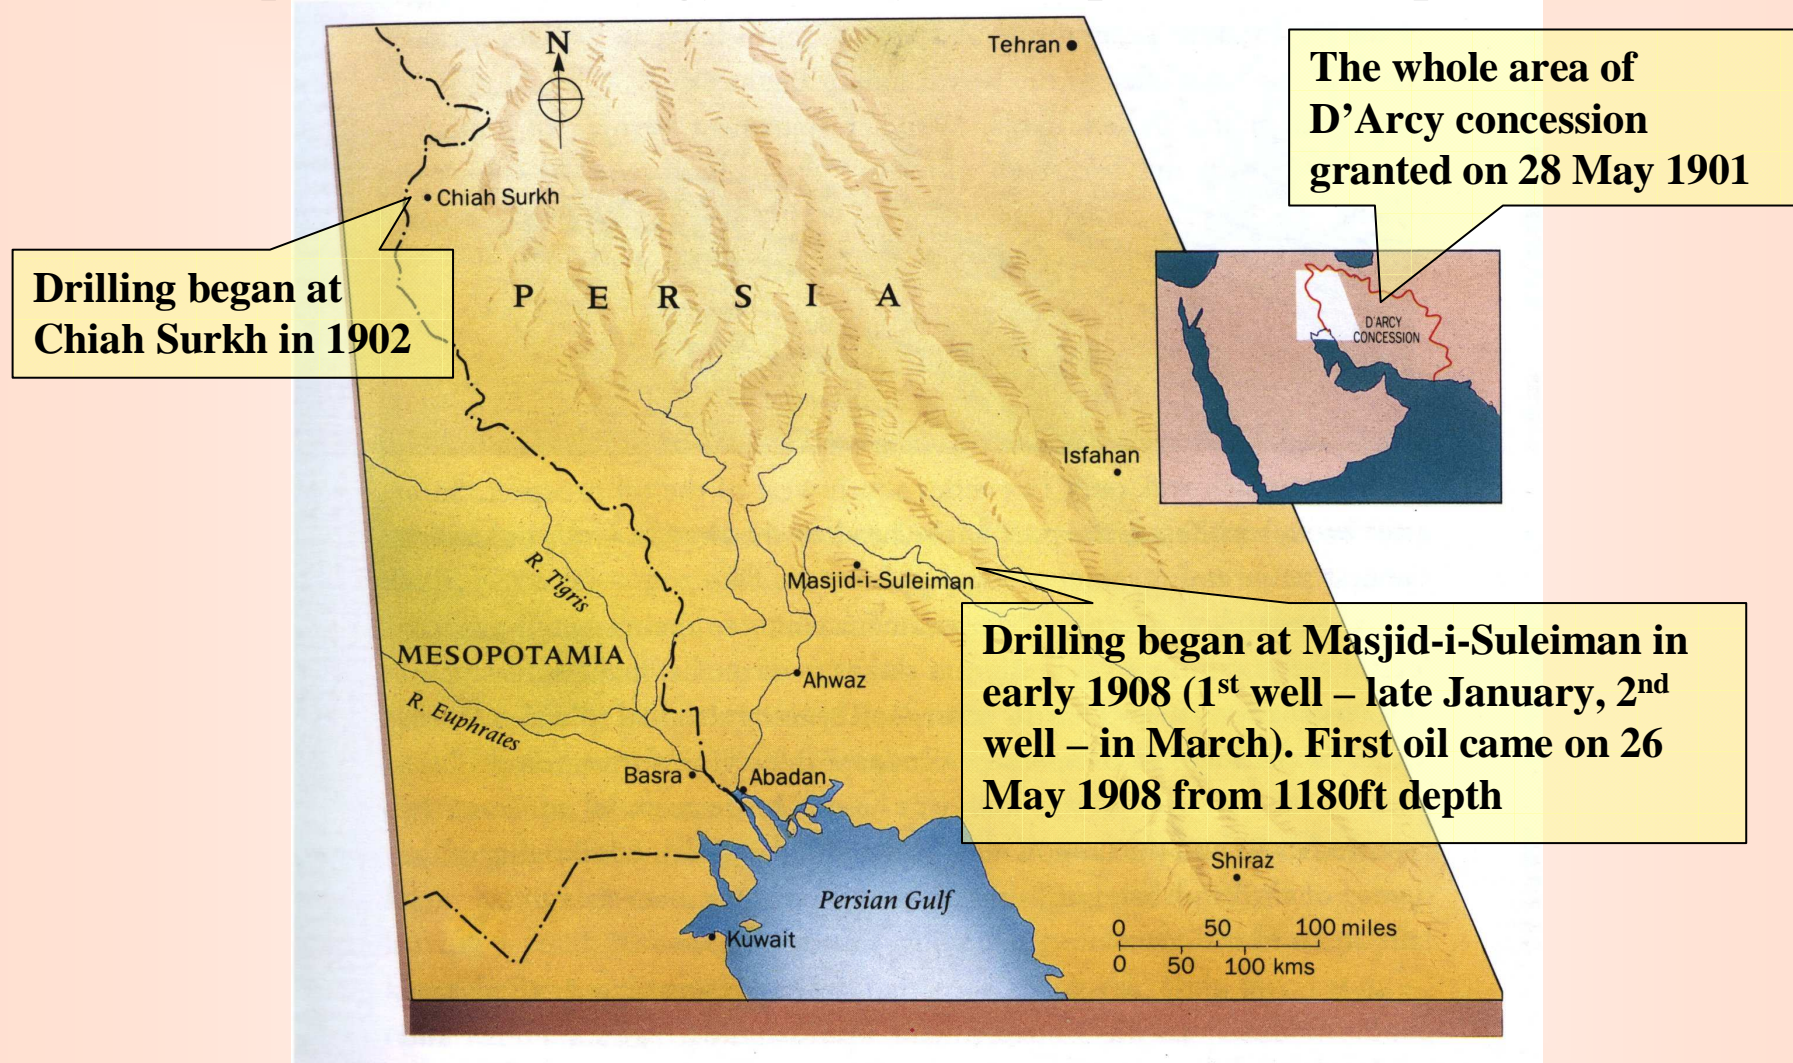 N
Tehran
The whole area of
D’Arcy concession
granted on 28 May 1901
Chiah Surkh
Drilling began at
Chiah Surkh in 1902
PERSIA
D'ARCY
CONCESSION
Isfahan
R. Tigris
Masjid-i-Suleiman
MESOPOTAMIA
Drilling began at Masjid-i-Suleiman in
early 1908 (1st well – late January, 2nd
well – in March). First oil came on 26
May 1908 from 1180ft depth
Ahwaz
R. Euphrates
Basra
Abadan
Shiraz
Persian Gulf
Kuwait
0 50 100 miles
0 50 100 kms